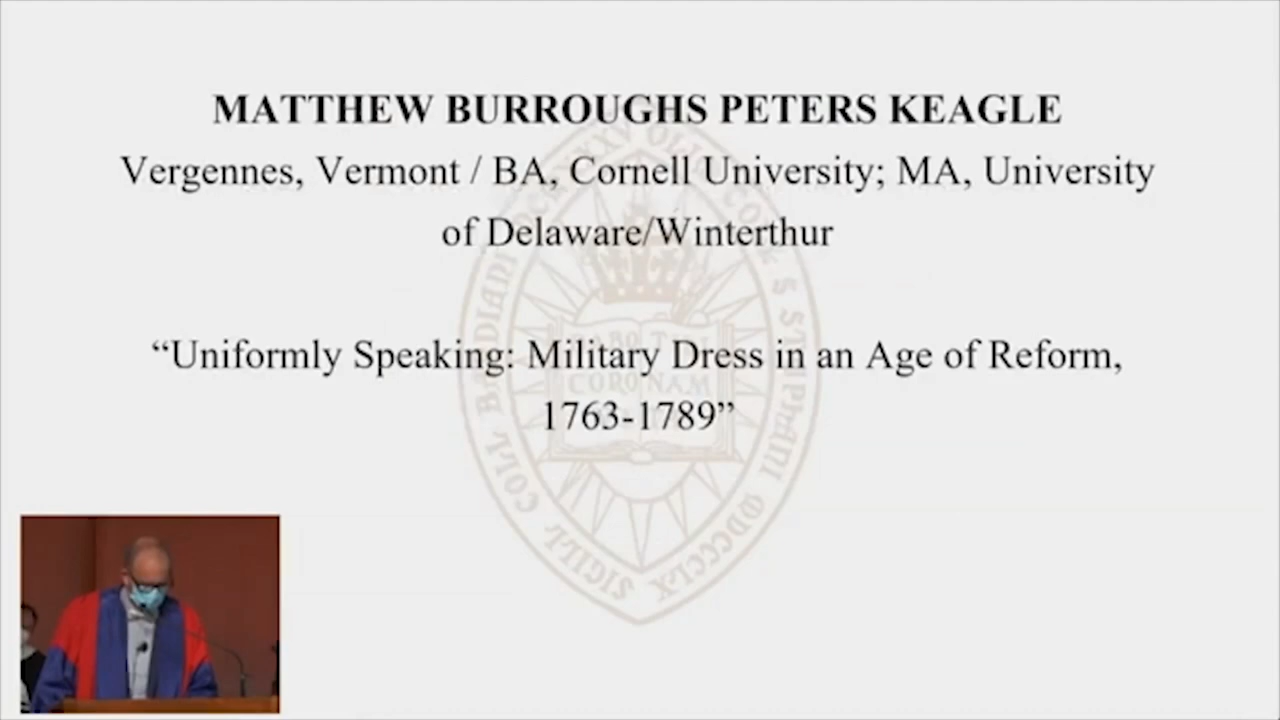 MATTHEW BURROUGHS PETERS KEAGLE
Vergennes, Vermont / BA, Cornell University; MA, University
of Delaware/Winterthur
“Uniformly Speaking: Military Dress in an Age of Reform,
1763-1789”
CORONAM